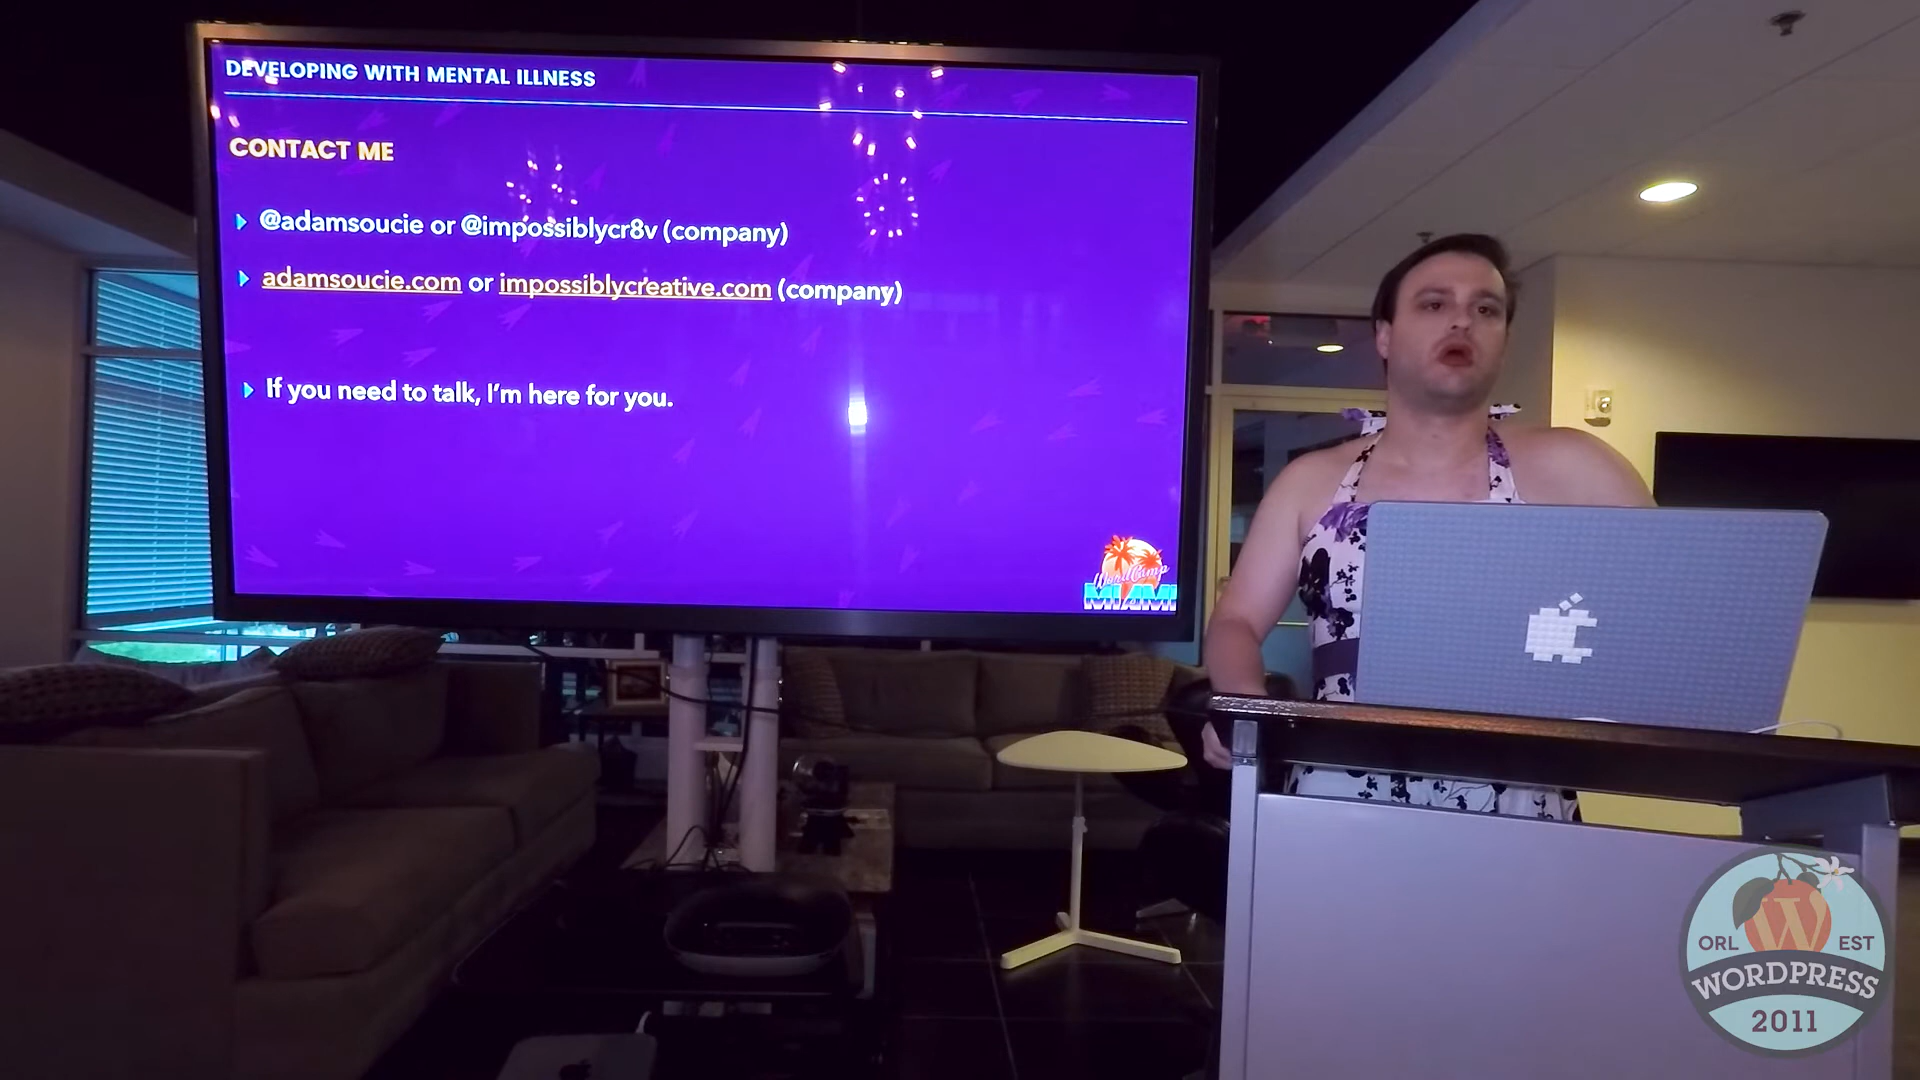 DEVELOPING WITH MENTAL ILLNESS
CONTACT ME
@adamsoucie or @impossiblycr8v (company)
adamsoucie.com or impossiblycreative.com (company)
If you need to talk, I'm here for you.
WordCamp
MIAMI
ORL W EST
WORDPRESS
2011